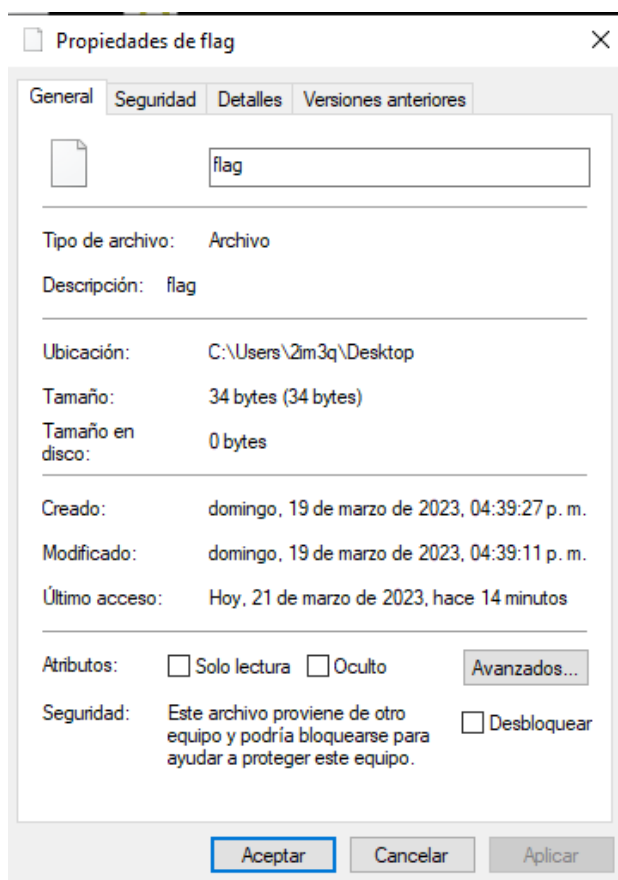 Propiedades de flag
General Seguridad Detalles Versiones anteriores
flag
Tipo de archivo: Archivo
Descripción: flag
Ubicación: C:\Users\2im3q\Desktop
Tamaño: 34 bytes (34 bytes)
Tamaño en disco: 0 bytes
Creado: domingo, 19 de marzo de 2023, 04:39:27 p. m.
Modificado: domingo, 19 de marzo de 2023, 04:39:11 p. m.
Último acceso: Hoy, 21 de marzo de 2023, hace 14 minutos
Atributos: Solo lectura Oculto Avanzados...
Seguridad: Este archivo proviene de otro
equipo y podría bloquearse para
ayudar a proteger este equipo.
Desbloquear
Aceptar Cancelar Aplicar